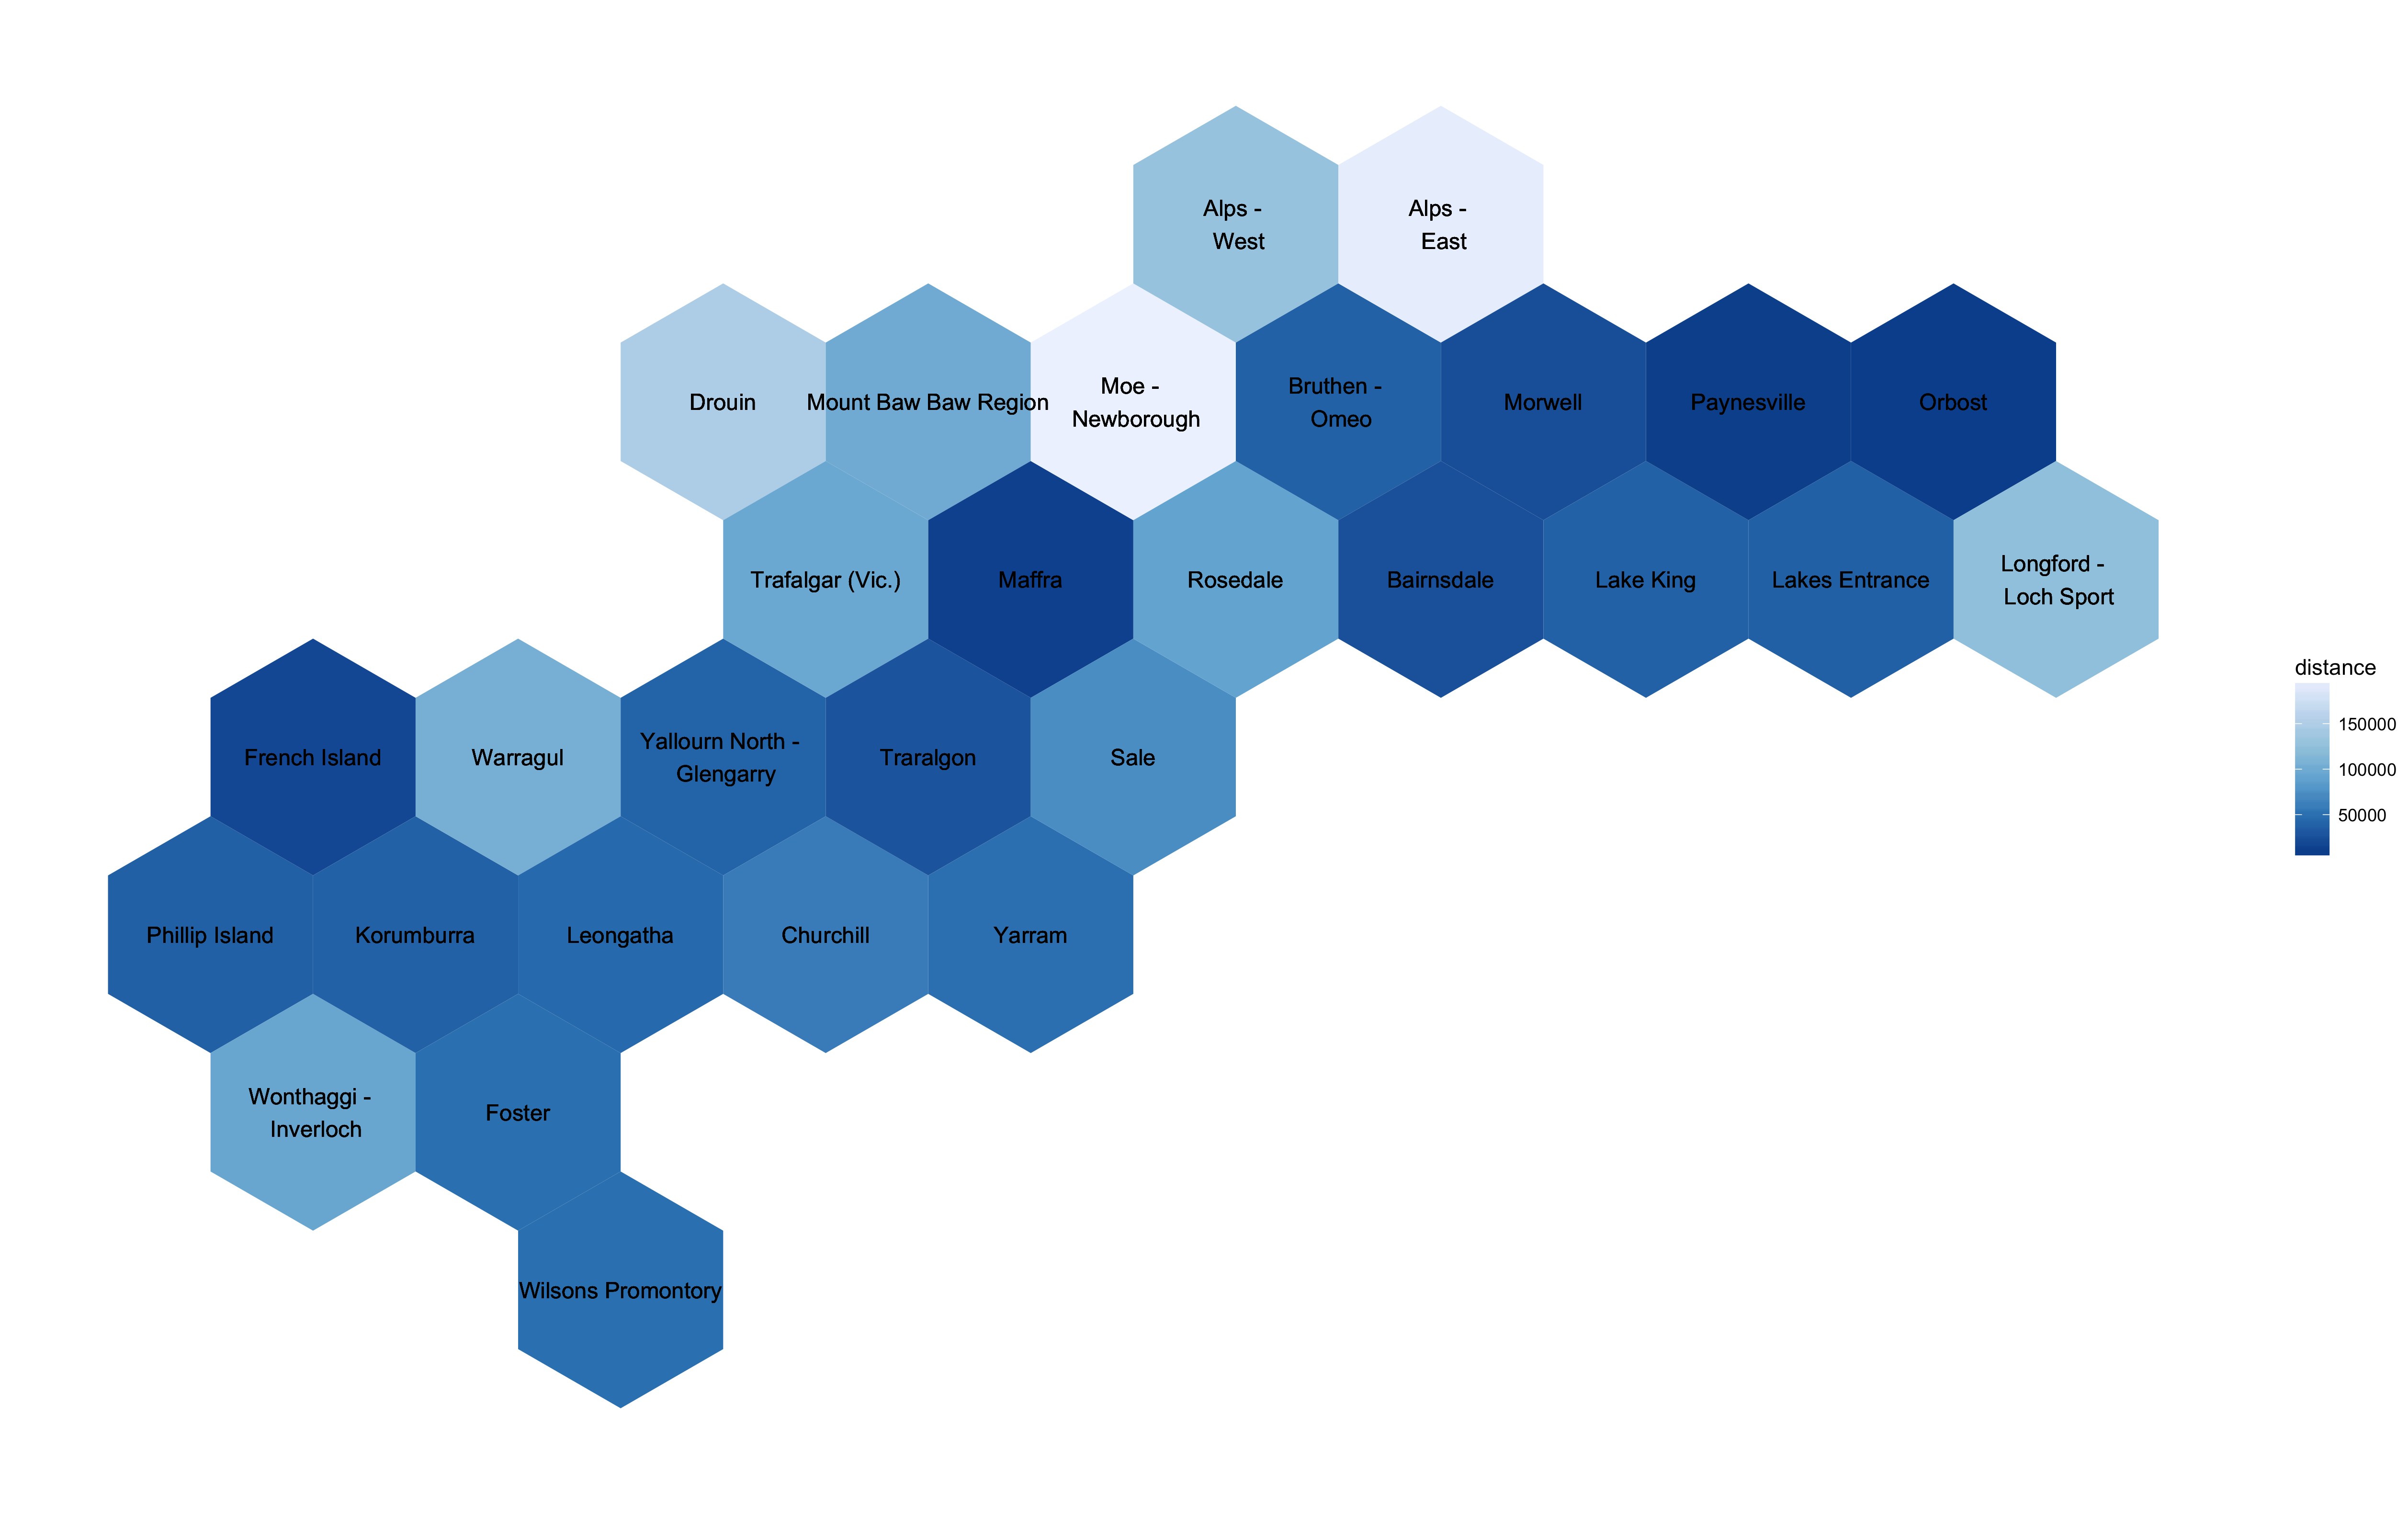 Alps -
West
Alps -
East
Drouin
Mount Baw Baw Region
Moe -
Newborough
Bruthen -
Omeo
Morwell
Paynesville
Orbost
Trafalgar (Vic.)
Maffra
Rosedale
Bairnsdale
Lake King
Lakes Entrance
Longford -
Loch Sport
French Island
Warragul
Yallourn North -
Glengarry
Traralgon
Sale
Phillip Island
Korumburra
Leongatha
Churchill
Yarram
Wonthaggi -
Inverloch
Foster
Wilsons Promontory
distance
150000
100000
50000